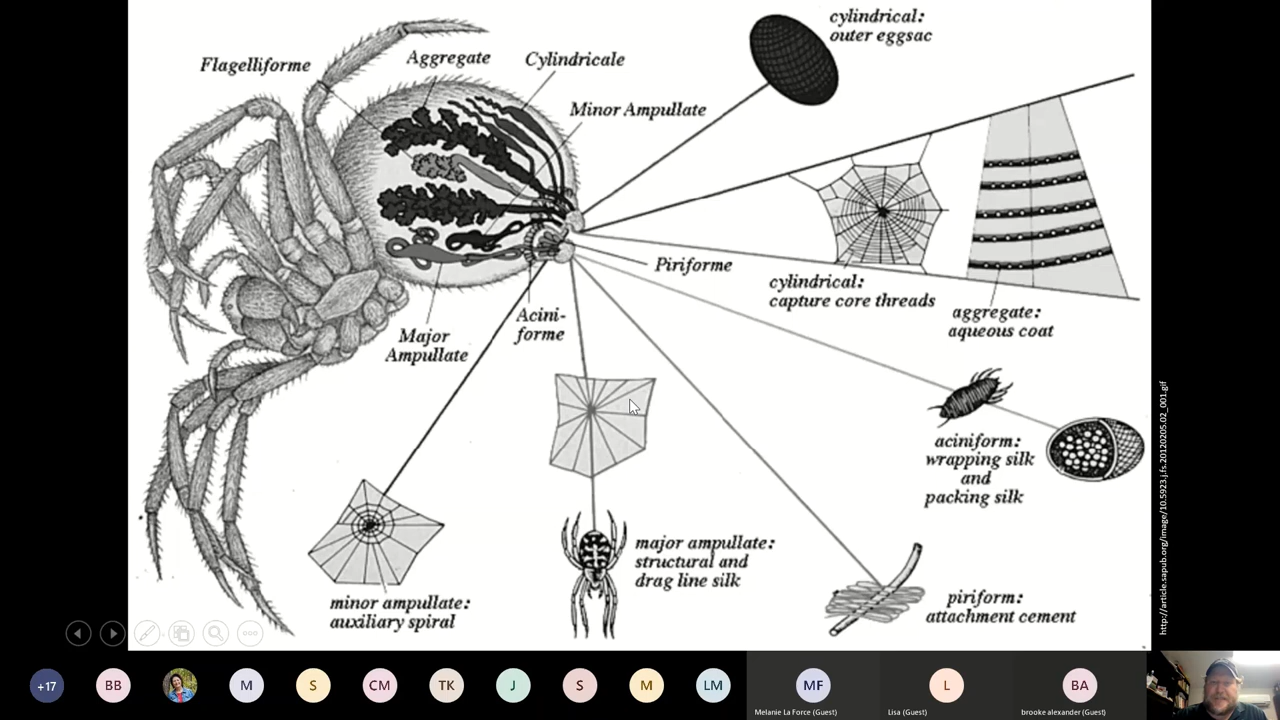 cylindrical:
outer eggsac
Flagelliforme
Aggregate
Cylindricale
Minor Ampullate
Piriforme
cylindrical:
capture core threads
aggregate:
aqueous coat
Acini-
forme
Major
Ampullate
aciniform:
wrapping silk
and
packing silk
major ampullate:
structural and
drag line silk
minor ampullate:
auxiliary spiral
piriform:
attachment cement
http://article.sapub.org/image/10.5923.j.fs.20120205.02_001.gif
+17
BB
M
S
CM
TK
J
S
M
LM
MF
L
BA
Melanie La Force (Guest)
Lisa (Guest)
brooke alexander (Guest)